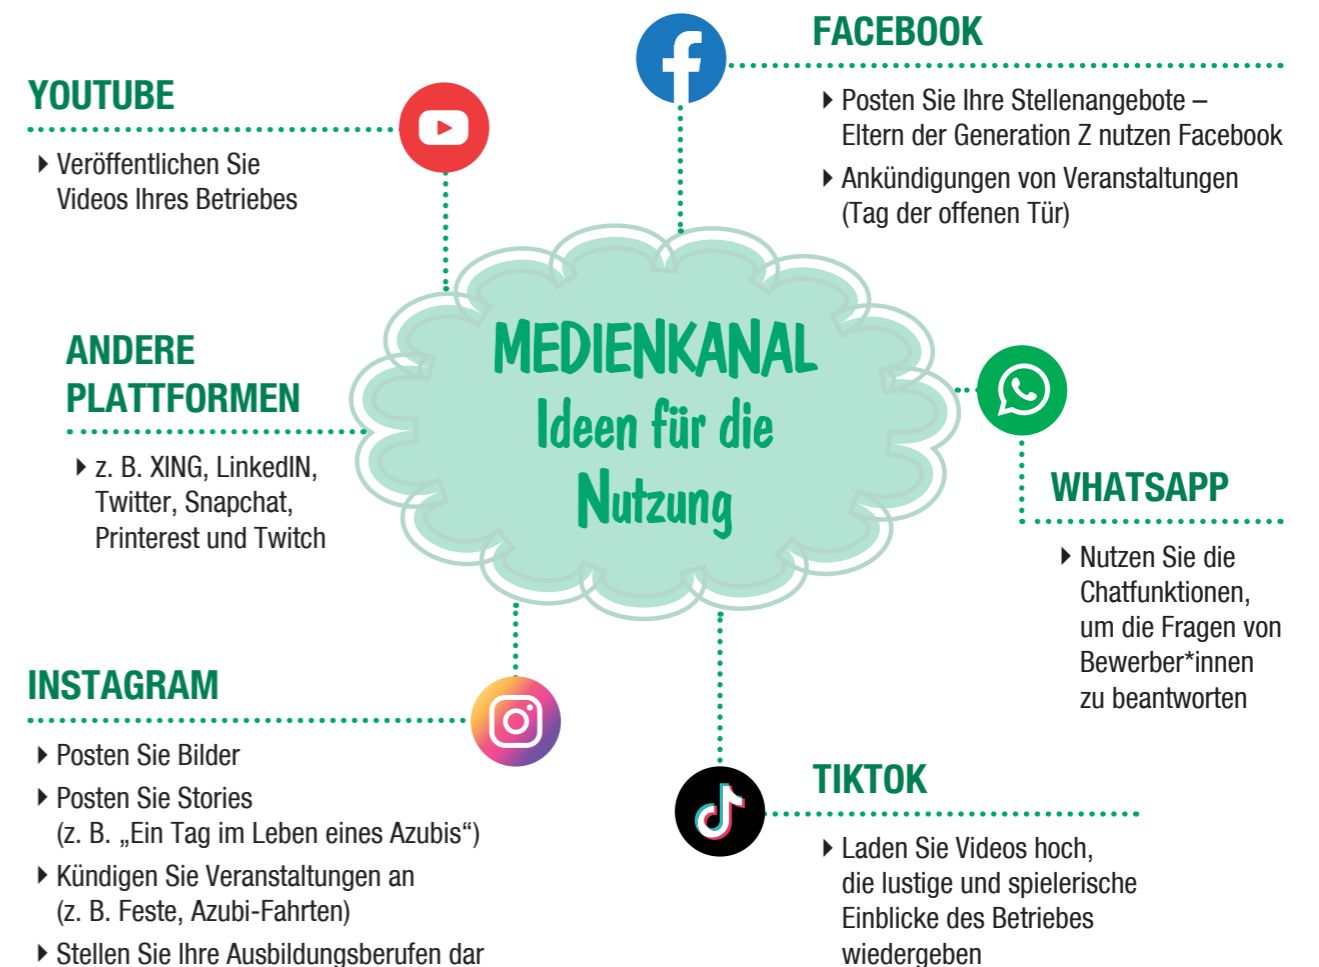 FACEBOOK
▸ Posten Sie Ihre Stellenangebote –
Eltern der Generation Z nutzen Facebook
▸ Ankündigungen von Veranstaltungen
(Tag der offenen Tür)
YOUTUBE
▸ Veröffentlichen Sie
Videos Ihres Betriebes
MEDIENKANAL
Ideen für die
Nutzung
ANDERE
PLATTFORMEN
▸ z. B. XING, LinkedIN,
Twitter, Snapchat,
Printerest und Twitch
WHATSAPP
▸ Nutzen Sie die
Chatfunktionen,
um die Fragen von
Bewerber*innen
zu beantworten
INSTAGRAM
▸ Posten Sie Bilder
▸ Posten Sie Stories
(z. B. „Ein Tag im Leben eines Azubis“)
▸ Kündigen Sie Veranstaltungen an
(z. B. Feste, Azubi-Fahrten)
▸ Stellen Sie Ihre Ausbildungsberufen dar
TIKTOK
▸ Laden Sie Videos hoch,
die lustige und spielerische
Einblicke des Betriebes
wiedergeben